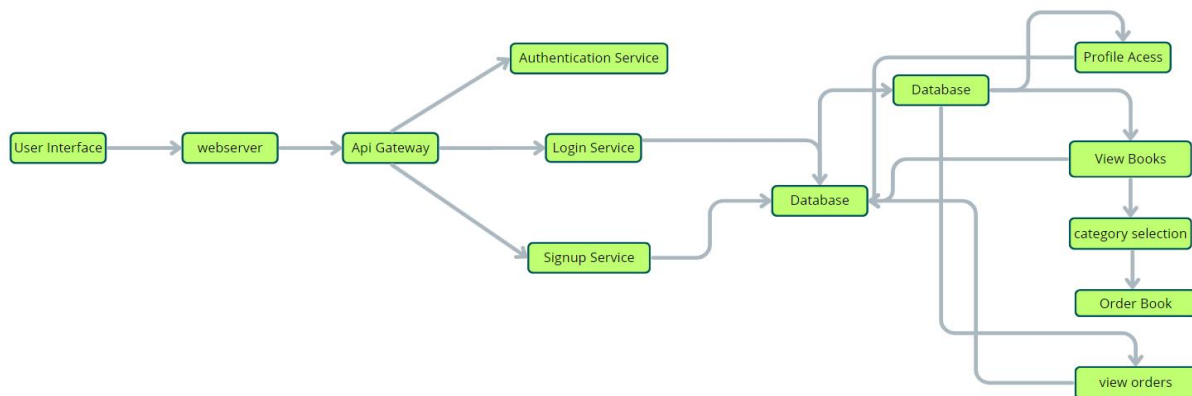 User Interface
webserver
Api Gateway
Authentication Service
Login Service
Signup Service
Database
Database
Profile Acess
View Books
category selection
Order Book
view orders